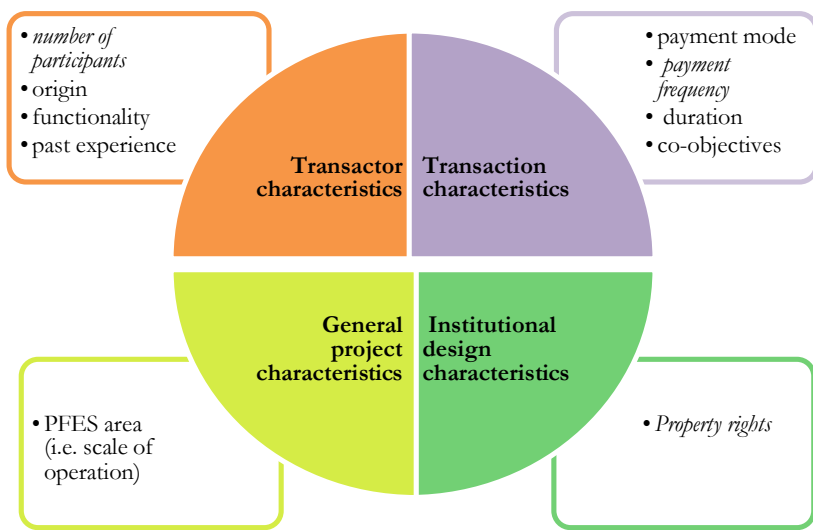 • number of
participants
• origin
• functionality
• past experience
• payment mode
• payment
frequency
• duration
• co-objectives
Transactor
characteristics
Transaction
characteristics
General
project
characteristics
Institutional
design
characteristics
• PFES area
(i.e. scale of
operation)
• Property rights